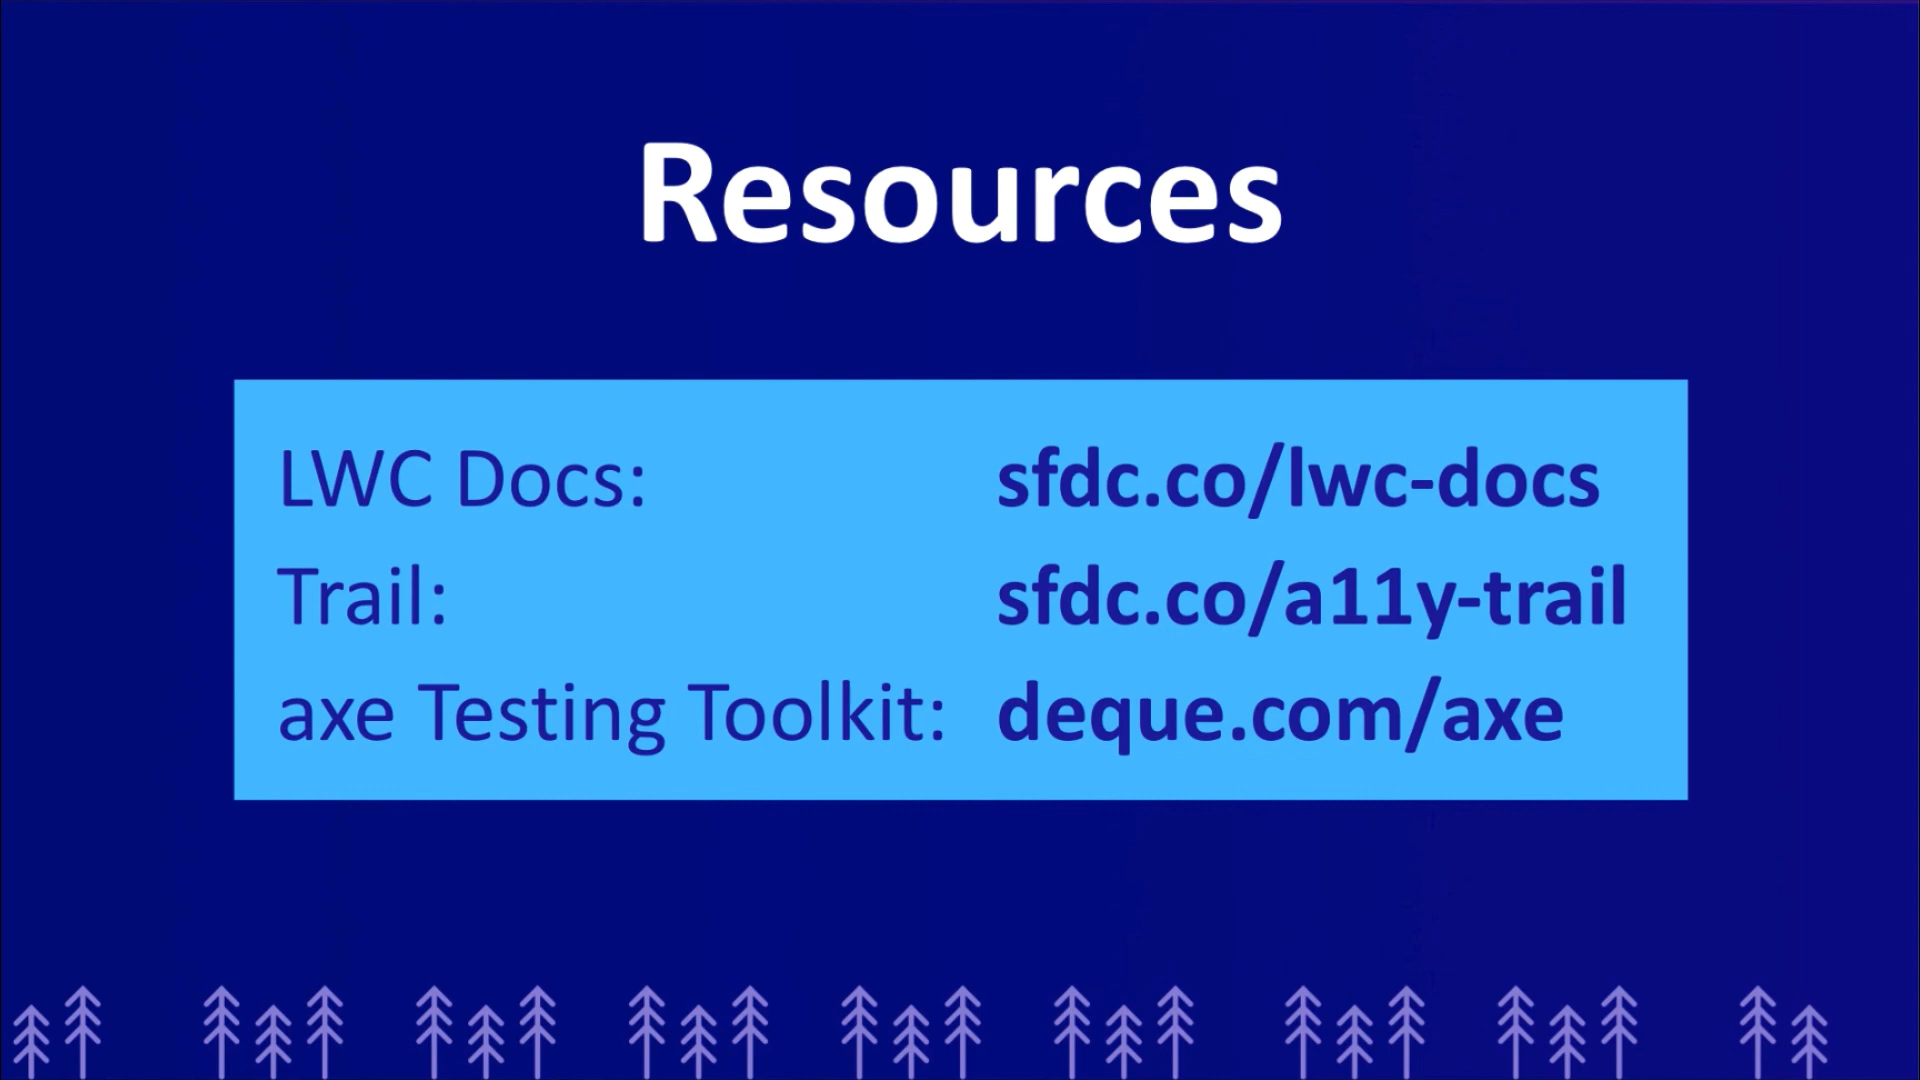 Resources
LWC Docs: sfdc.co/lwc-docs
Trail: sfdc.co/a11y-trail
axe Testing Toolkit: deque.com/axe